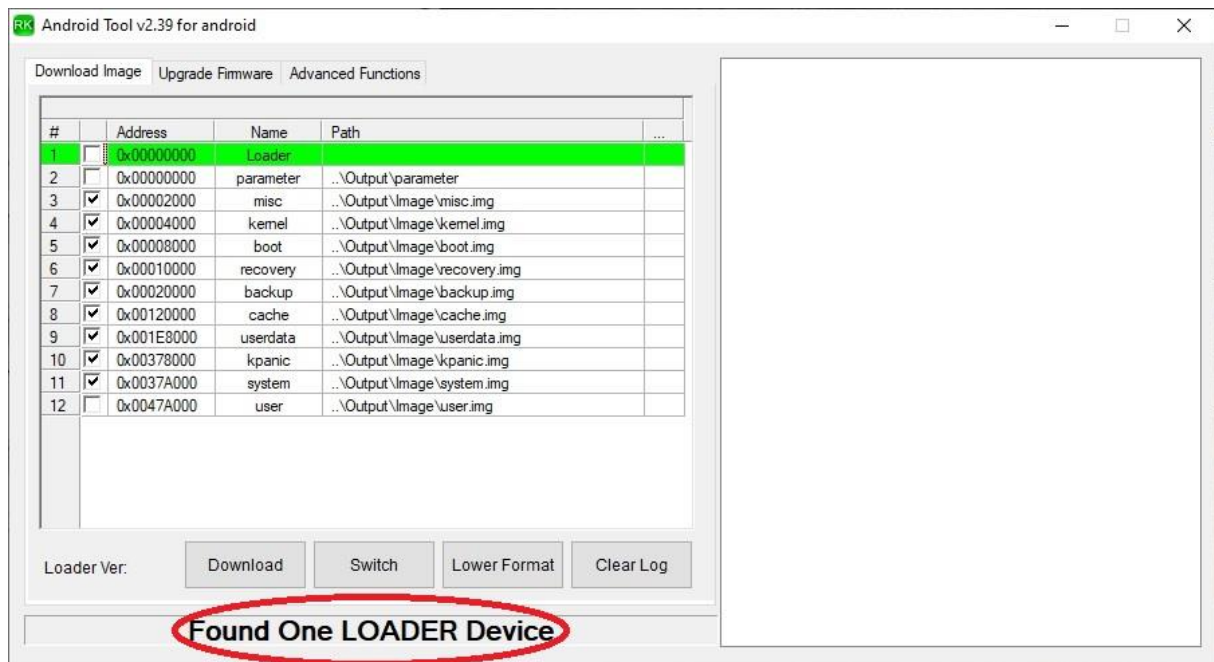 RK Android Tool v2.39 for android
Download Image Upgrade Firmware Advanced Functions
# Address Name Path ...
1 0x00000000 Loader
2 0x00000000 parameter ..\Output\parameter
3 0x00002000 misc ..\Output\Image\misc.img
4 0x00004000 kernel ..\Output\Image\kernel.img
5 0x00008000 boot ..\Output\Image\boot.img
6 0x00010000 recovery ..\Output\Image\recovery.img
7 0x00020000 backup ..\Output\Image\backup.img
8 0x00120000 cache ..\Output\Image\cache.img
9 0x001E8000 userdata ..\Output\Image\userdata.img
10 0x00378000 kpanic ..\Output\Image\kpanic.img
11 0x0037A000 system ..\Output\Image\system.img
12 0x0047A000 user ..\Output\Image\user.img
Loader Ver: Download Switch Lower Format Clear Log
Found One LOADER Device